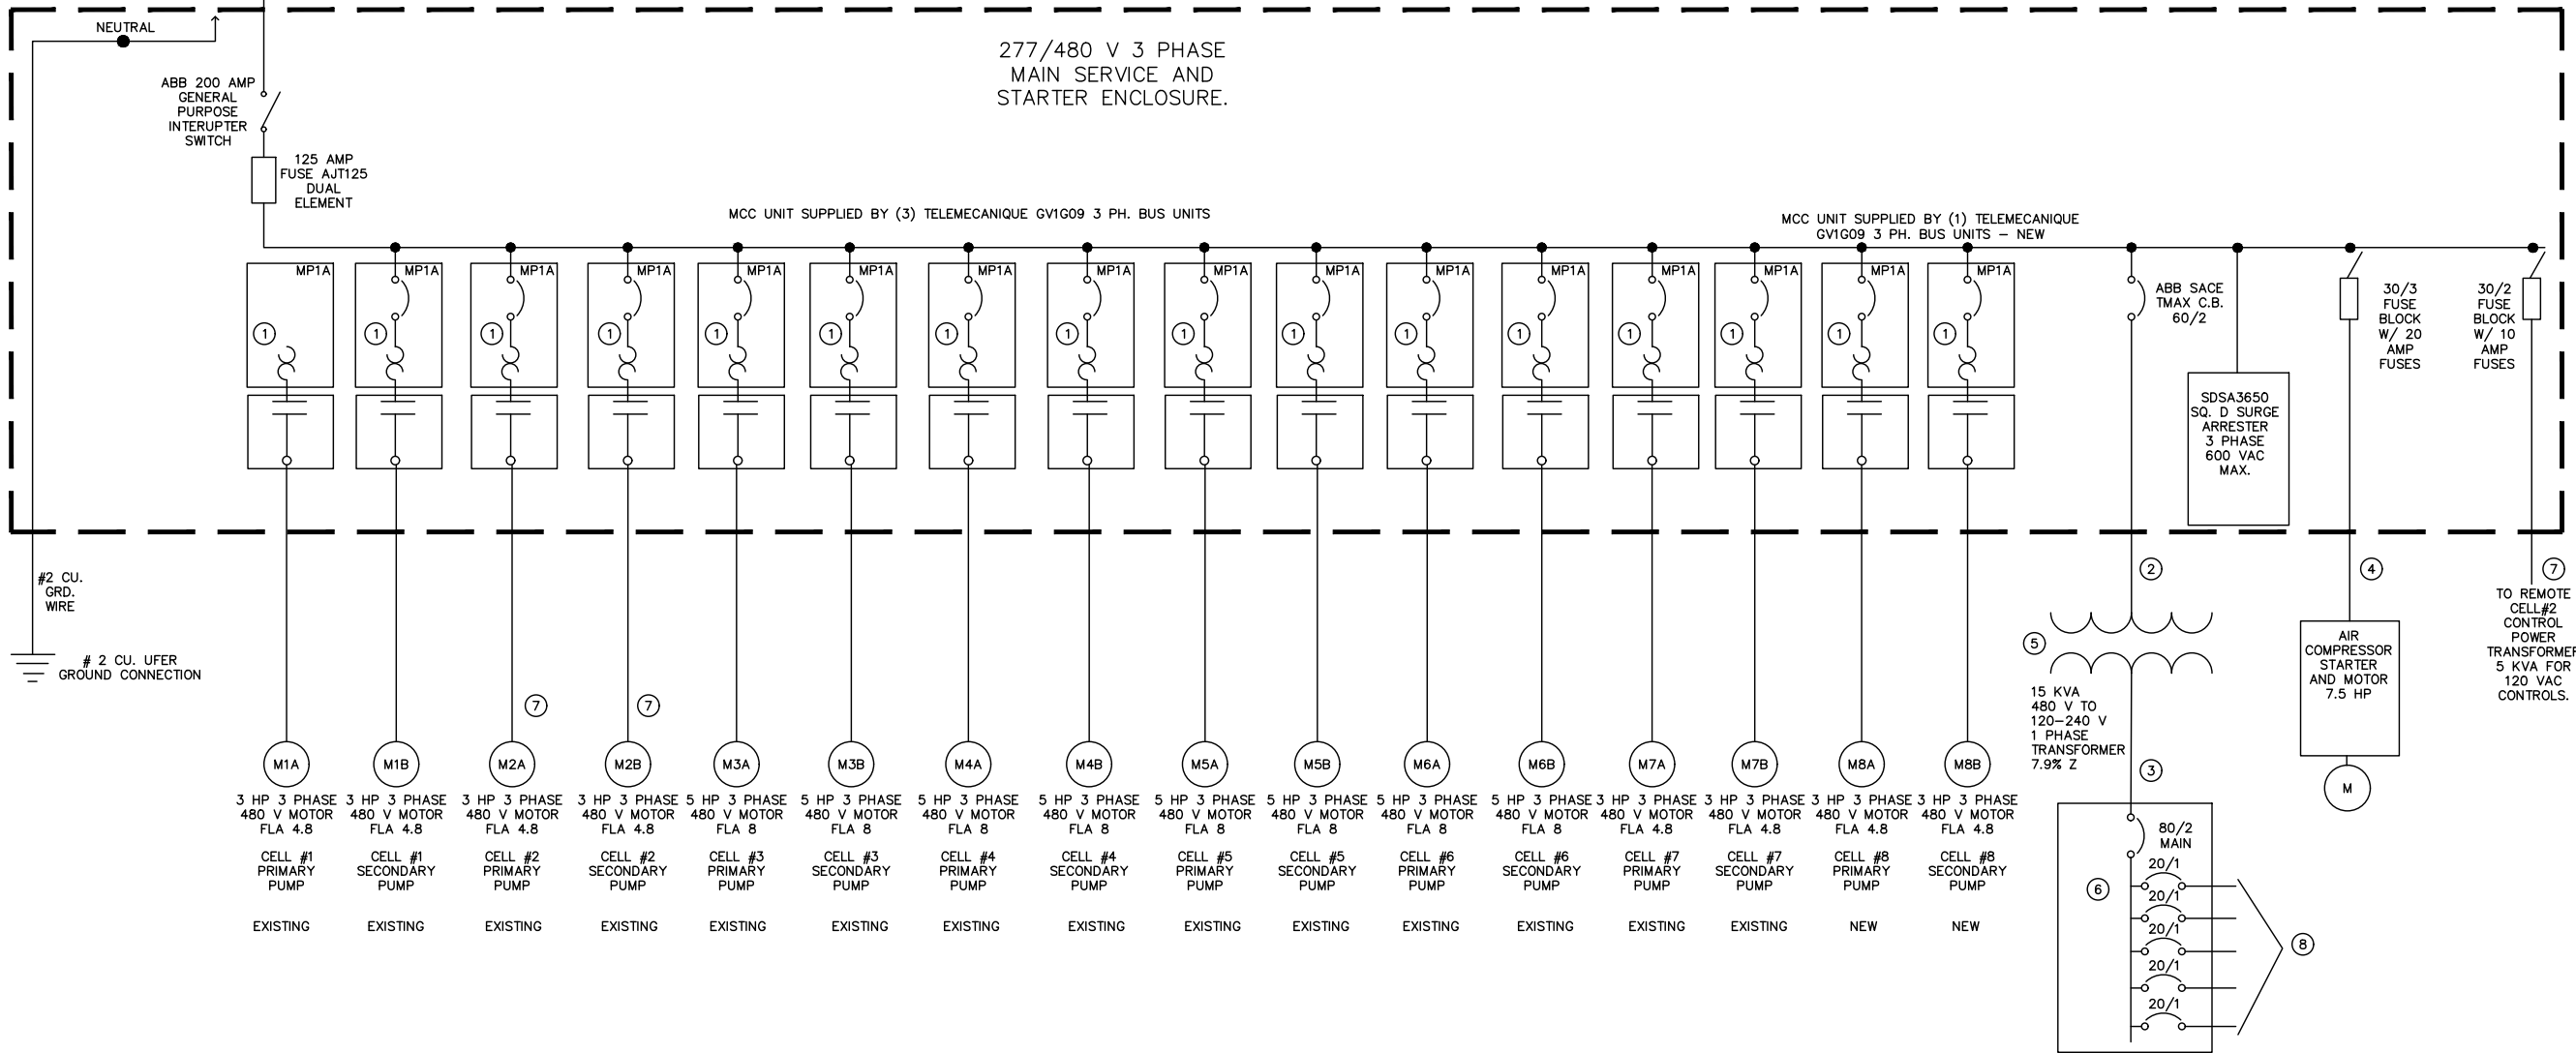 NEUTRAL
277/480 V 3 PHASE
MAIN SERVICE AND
STARTER ENCLOSURE.
ABB 200 AMP
GENERAL
PURPOSE
INTERUPTER
SWITCH
125 AMP
FUSE AJT125
DUAL
ELEMENT
MCC UNIT SUPPLIED BY (3) TELEMECANIQUE GV1G09 3 PH. BUS UNITS
MCC UNIT SUPPLIED BY (1) TELEMECANIQUE
GV1G09 3 PH. BUS UNITS - NEW
MP1A
1
MP1A
1
MP1A
1
MP1A
1
MP1A
1
MP1A
1
MP1A
1
MP1A
1
MP1A
1
MP1A
1
MP1A
1
MP1A
1
MP1A
1
MP1A
1
MP1A
1
MP1A
1
ABB SACE
TMAX C.B.
60/2
SDSA3650
SQ. D SURGE
ARRESTER
3 PHASE
600 VAC
MAX.
30/3
FUSE
BLOCK
W/ 20
AMP
FUSES
30/2
FUSE
BLOCK
W/ 10
AMP
FUSES
#2 CU.
GRD.
WIRE
# 2 CU. UFER
GROUND CONNECTION
7
7
2
4
7
TO REMOTE
CELL#2
CONTROL
POWER
TRANSFORMER
5 KVA FOR
120 VAC
CONTROLS.
5
15 KVA
480 V TO
120-240 V
1 PHASE
TRANSFORMER
7.9% Z
3
AIR
COMPRESSOR
STARTER
AND MOTOR
7.5 HP
M
M1A
3 HP 3 PHASE
480 V MOTOR
FLA 4.8
CELL #1
PRIMARY
PUMP
EXISTING
M1B
3 HP 3 PHASE
480 V MOTOR
FLA 4.8
CELL #1
SECONDARY
PUMP
EXISTING
M2A
3 HP 3 PHASE
480 V MOTOR
FLA 4.8
CELL #2
PRIMARY
PUMP
EXISTING
M2B
3 HP 3 PHASE
480 V MOTOR
FLA 4.8
CELL #2
SECONDARY
PUMP
EXISTING
M3A
5 HP 3 PHASE
480 V MOTOR
FLA 8
CELL #3
PRIMARY
PUMP
EXISTING
M3B
5 HP 3 PHASE
480 V MOTOR
FLA 8
CELL #3
SECONDARY
PUMP
EXISTING
M4A
5 HP 3 PHASE
480 V MOTOR
FLA 8
CELL #4
PRIMARY
PUMP
EXISTING
M4B
5 HP 3 PHASE
480 V MOTOR
FLA 8
CELL #4
SECONDARY
PUMP
EXISTING
M5A
5 HP 3 PHASE
480 V MOTOR
FLA 8
CELL #5
PRIMARY
PUMP
EXISTING
M5B
5 HP 3 PHASE
480 V MOTOR
FLA 8
CELL #5
SECONDARY
PUMP
EXISTING
M6A
5 HP 3 PHASE
480 V MOTOR
FLA 8
CELL #6
PRIMARY
PUMP
EXISTING
M6B
5 HP 3 PHASE
480 V MOTOR
FLA 8
CELL #6
SECONDARY
PUMP
EXISTING
M7A
3 HP 3 PHASE
480 V MOTOR
FLA 4.8
CELL #7
PRIMARY
PUMP
EXISTING
M7B
3 HP 3 PHASE
480 V MOTOR
FLA 4.8
CELL #7
SECONDARY
PUMP
EXISTING
M8A
3 HP 3 PHASE
480 V MOTOR
FLA 4.8
CELL #8
PRIMARY
PUMP
NEW
M8B
3 HP 3 PHASE
480 V MOTOR
FLA 4.8
CELL #8
SECONDARY
PUMP
NEW
80/2
MAIN
6
20/1
20/1
20/1
20/1
20/1
8